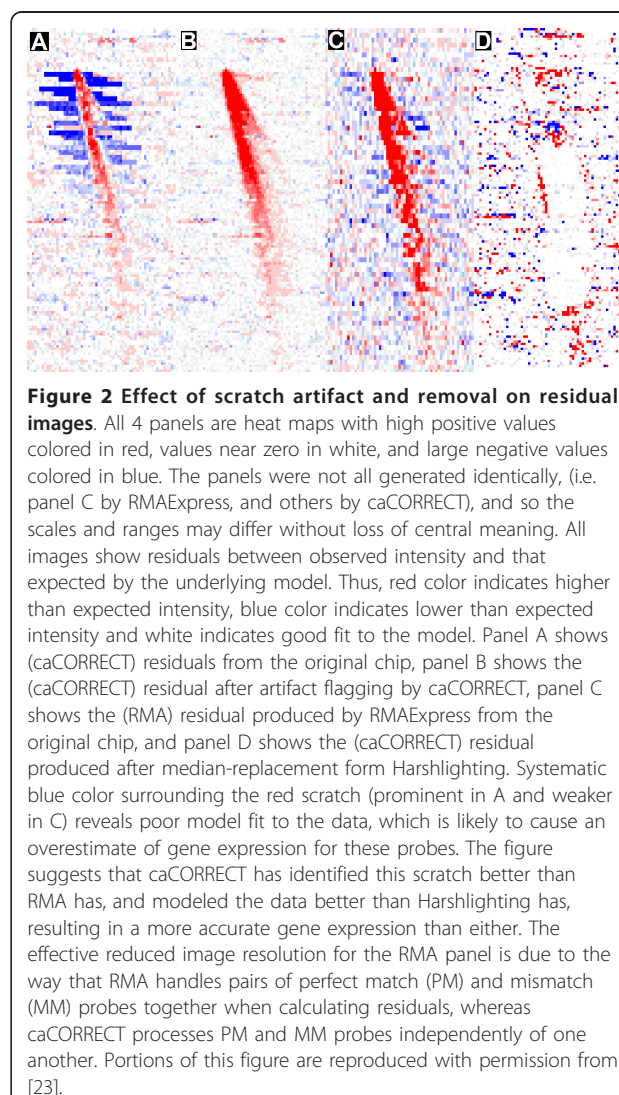 A B C D
Figure 2 Effect of scratch artifact and removal on residual
images. All 4 panels are heat maps with high positive values
colored in red, values near zero in white, and large negative values
colored in blue. The panels were not all generated identically, (i.e.
panel C by RMAExpress, and others by caCORRECT), and so the
scales and ranges may differ without loss of central meaning. All
images show residuals between observed intensity and that
expected by the underlying model. Thus, red color indicates higher
than expected intensity, blue color indicates lower than expected
intensity and white indicates good fit to the model. Panel A shows
(caCORRECT) residuals from the original chip, panel B shows the
(caCORRECT) residual after artifact flagging by caCORRECT, panel C
shows the (RMA) residual produced by RMAExpress from the
original chip, and panel D shows the (caCORRECT) residual
produced after median-replacement form Harshlighting. Systematic
blue color surrounding the red scratch (prominent in A and weaker
in C) reveals poor model fit to the data, which is likely to cause an
overestimate of gene expression for these probes. The figure
suggests that caCORRECT has identified this scratch better than
RMA has, and modeled the data better than Harshlighting has,
resulting in a more accurate gene expression than either. The
effective reduced image resolution for the RMA panel is due to the
way that RMA handles pairs of perfect match (PM) and mismatch
(MM) probes together when calculating residuals, whereas
caCORRECT processes PM and MM probes independently of one
another. Portions of this figure are reproduced with permission from
[23].